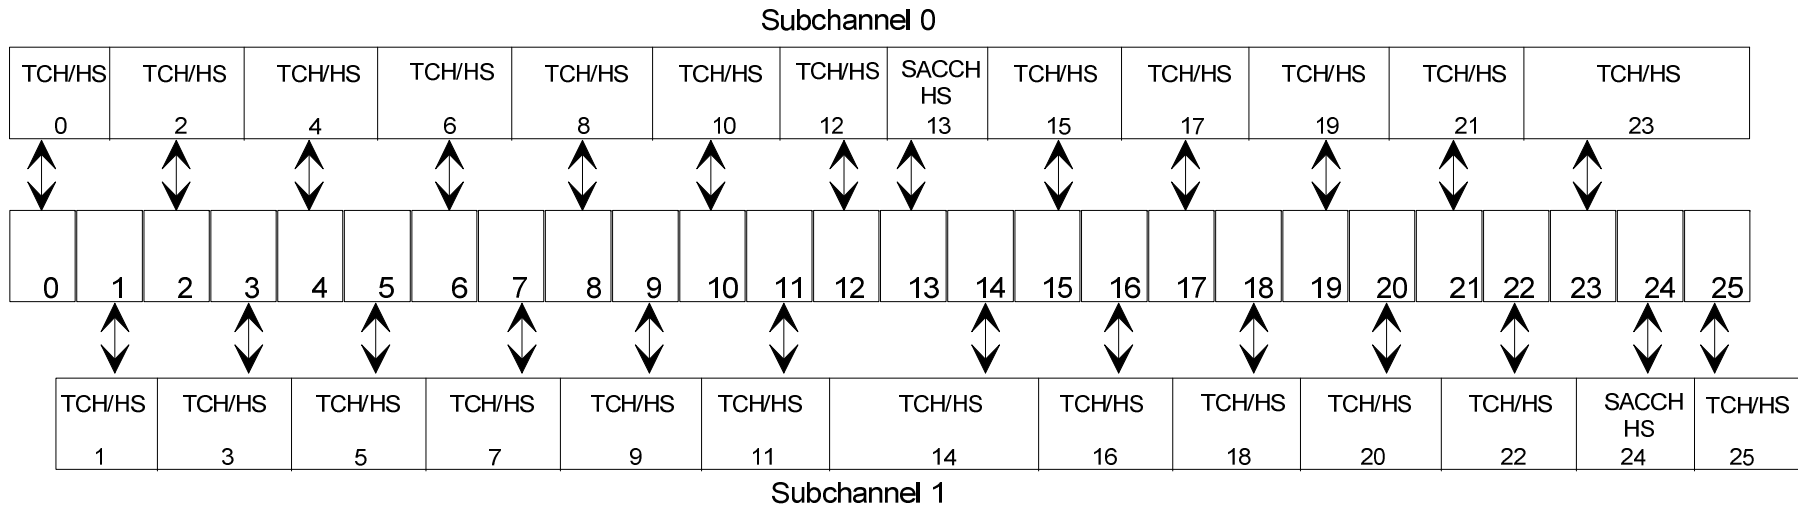 Subchannel 0
TCH/HS TCH/HS TCH/HS TCH/HS TCH/HS TCH/HS TCH/HS SACCH TCH/HS TCH/HS TCH/HS TCH/HS TCH/HS
HS
0 2 4 6 8 10 12 13 15 17 19 21 23
0 1 2 3 4 5 6 7 8 9 10 11 12 13 14 15 16 17 18 19 20 21 22 23 24 25
TCH/HS TCH/HS TCH/HS TCH/HS TCH/HS TCH/HS TCH/HS TCH/HS TCH/HS TCH/HS TCH/HS SACCH TCH/HS
HS
1 3 5 7 9 11 14 16 18 20 22 24 25
Subchannel 1